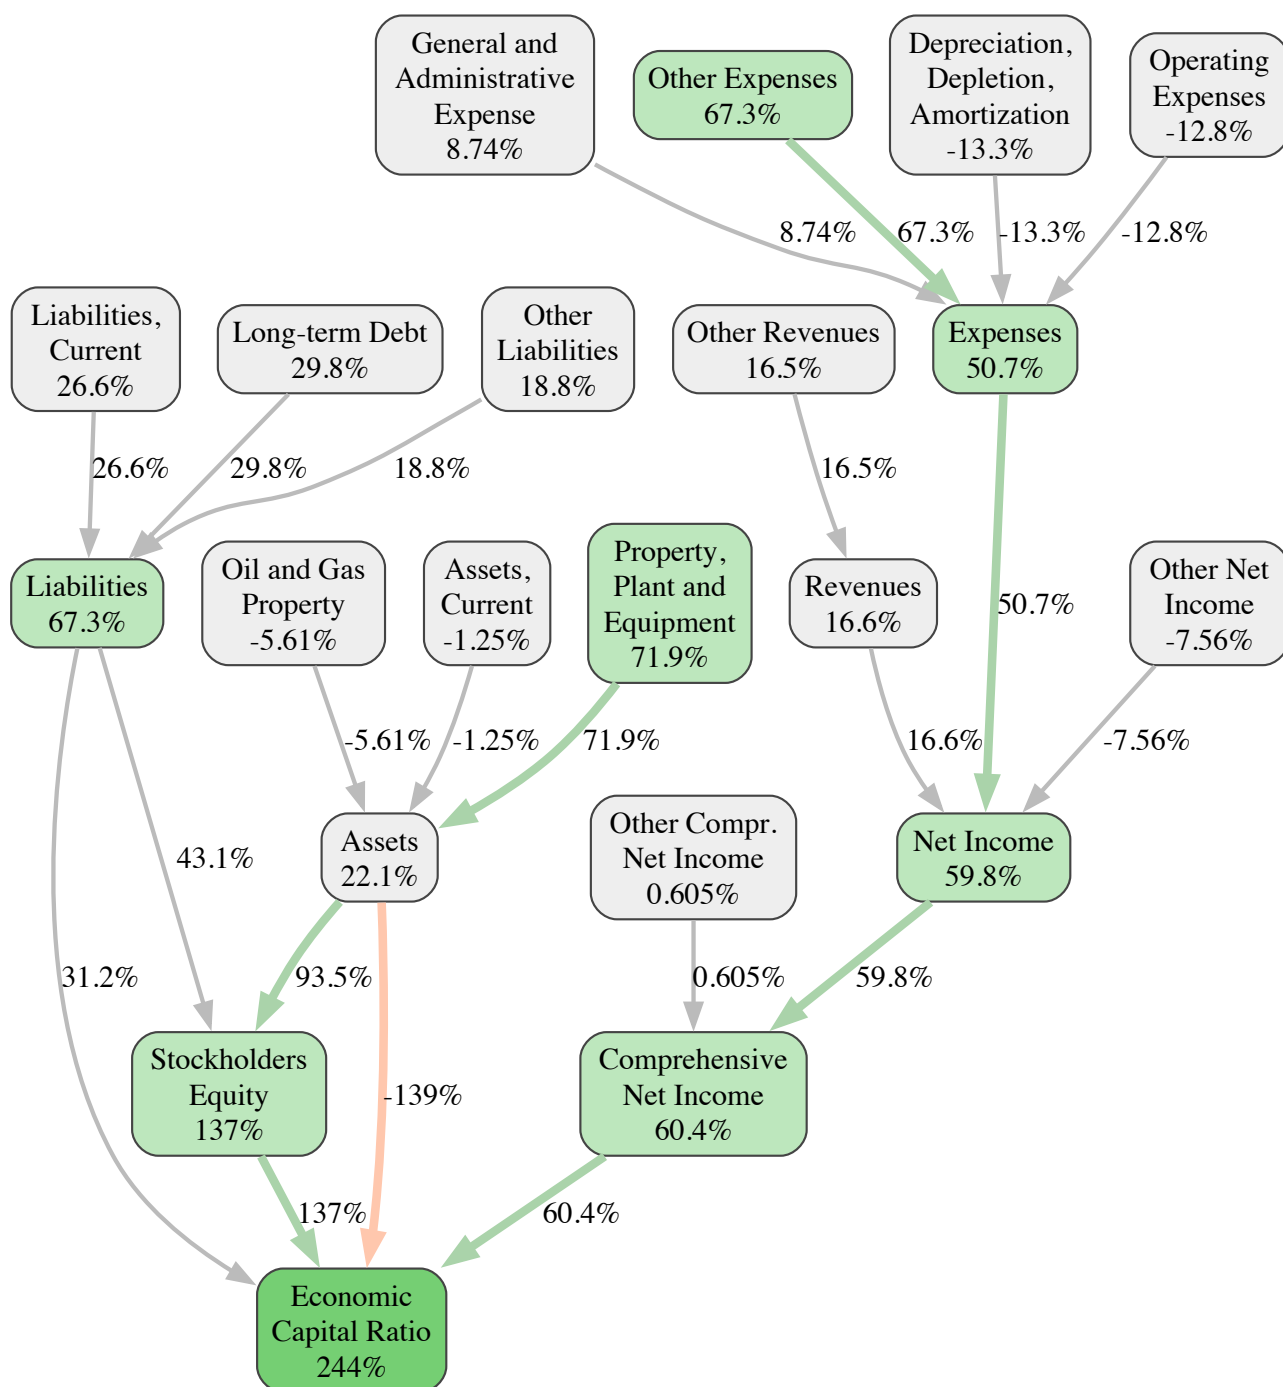 General and
Administrative
Expense
8.74%
Other Expenses
67.3%
Depreciation,
Depletion,
Amortization
-13.3%
Operating
Expenses
-12.8%
8.74%
67.3%
-13.3%
-12.8%
Liabilities,
Current
26.6%
Long-term Debt
29.8%
Other
Liabilities
18.8%
Other Revenues
16.5%
Expenses
50.7%
26.6%
29.8%
18.8%
16.5%
Liabilities
67.3%
Oil and Gas
Property
-5.61%
Assets,
Current
-1.25%
Property,
Plant and
Equipment
71.9%
Revenues
16.6%
50.7%
Other Net
Income
-7.56%
-5.61%
-1.25%
71.9%
16.6%
-7.56%
43.1%
Assets
22.1%
Other Compr.
Net Income
0.605%
Net Income
59.8%
31.2%
93.5%
0.605%
59.8%
Stockholders
Equity
137%
-139%
Comprehensive
Net Income
60.4%
137%
60.4%
Economic
Capital Ratio
244%